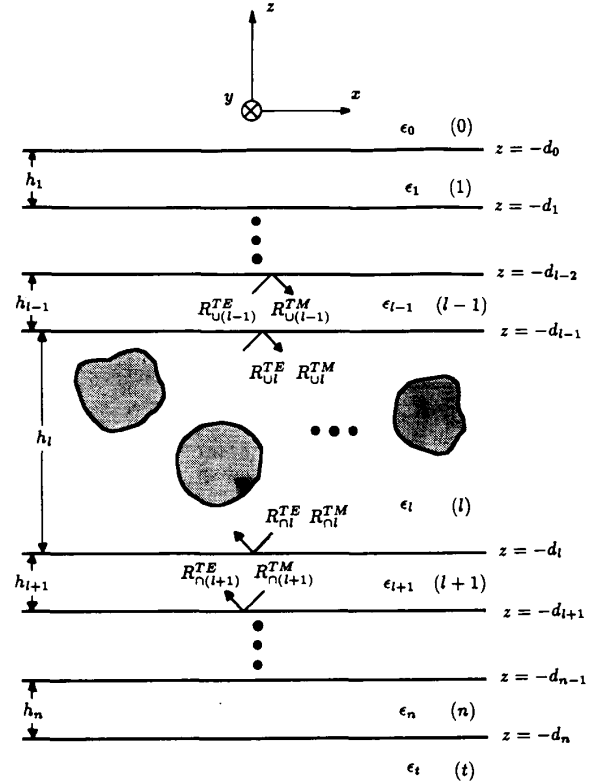 z
y
x
ϵ₀ (0)
z = −d₀
h₁
ϵ₁ (1)
z = −d₁
z = −d_{l−2}
h_{l−1}
R^{TE}_{∪(l−1)} R^{TM}_{∪(l−1)}
ϵ_{l−1} (l − 1)
z = −d_{l−1}
R^{TE}_{∪l} R^{TM}_{∪l}
h_l
ϵ_l (l)
R^{TE}_{∩l} R^{TM}_{∩l}
z = −d_l
h_{l+1}
R^{TE}_{∩(l+1)} R^{TM}_{∩(l+1)}
ϵ_{l+1} (l + 1)
z = −d_{l+1}
z = −d_{n−1}
h_n
ϵ_n (n)
z = −d_n
ϵ_t (t)